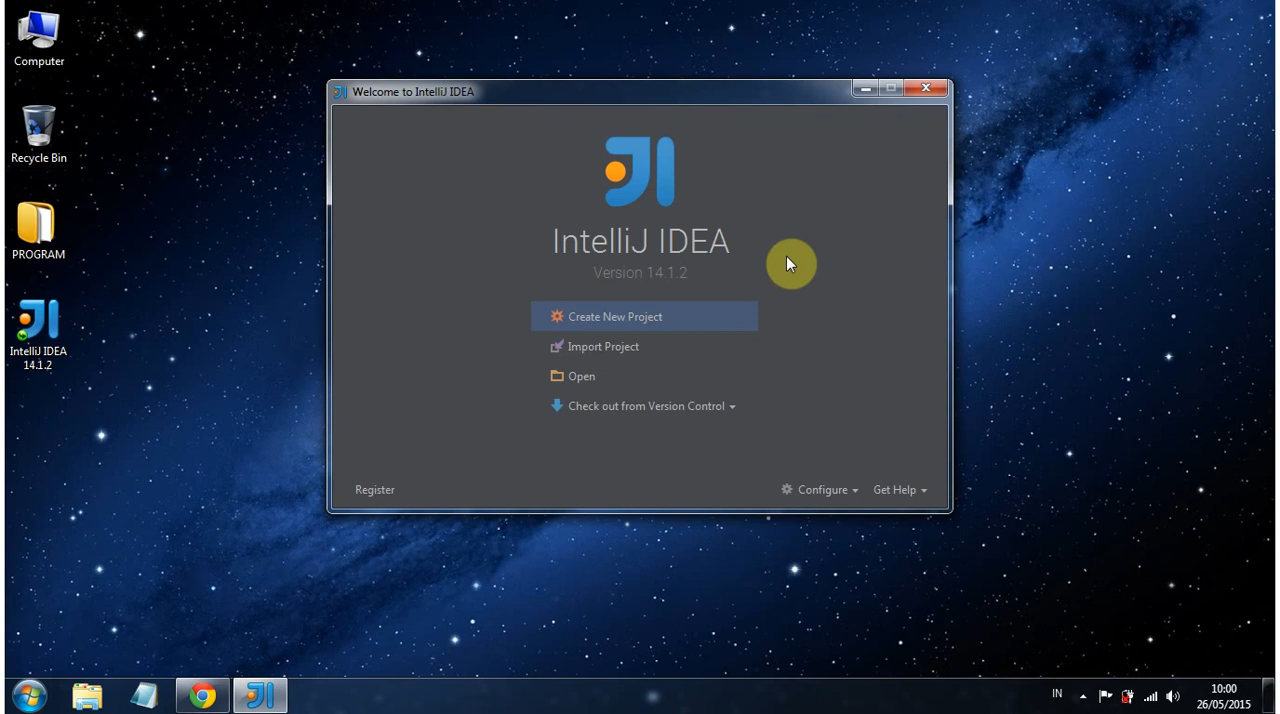 Computer
Recycle Bin
PROGRAM
IntelliJ IDEA
14.1.2
Welcome to IntelliJ IDEA
IntelliJ IDEA
Version 14.1.2
Create New Project
Import Project
Open
Check out from Version Control
Register
Configure
Get Help
IN
10:00
26/05/2015